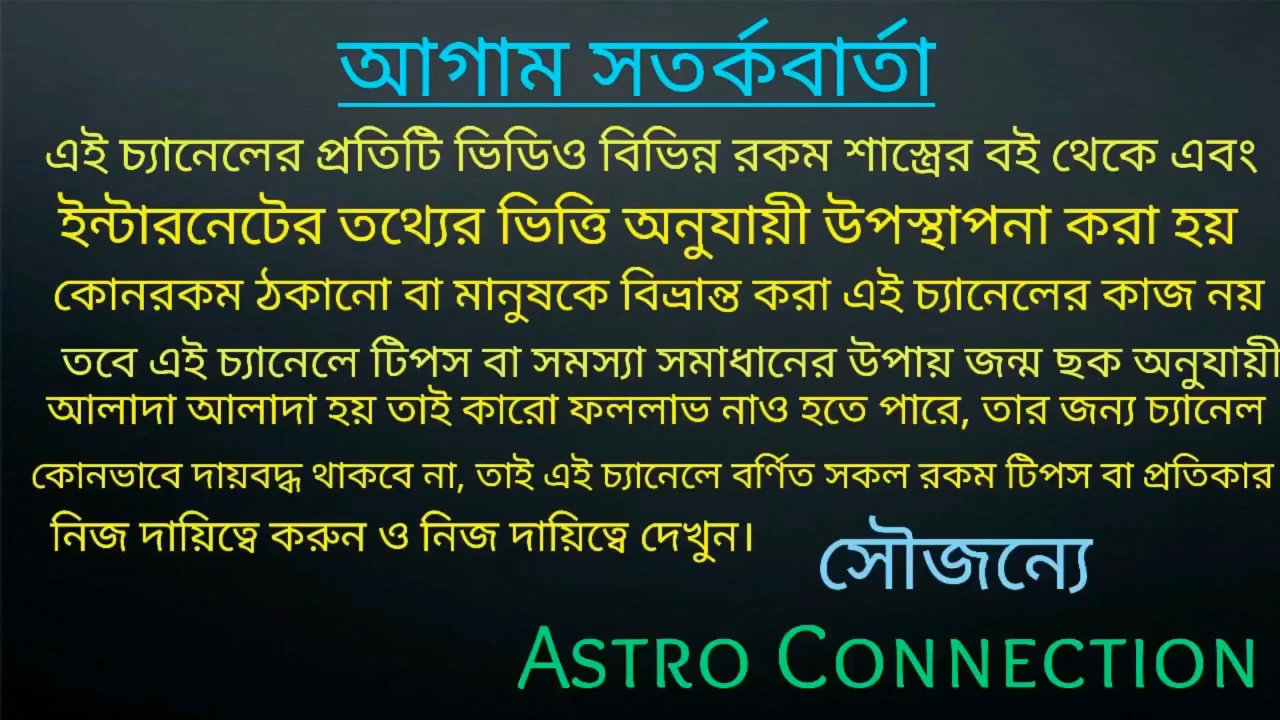 আগাম সতর্কবার্তা
এই চ্যানেলের প্রতিটি ভিডিও বিভিন্ন রকম শাস্ত্রের বই থেকে এবং
ইন্টারনেটের তথ্যের ভিত্তি অনুযায়ী উপস্থাপনা করা হয়
কোনরকম ঠকানো বা মানুষকে বিভ্রান্ত করা এই চ্যানেলের কাজ নয়
তবে এই চ্যানেলে টিপস বা সমস্যা সমাধানের উপায় জন্ম ছক অনুযায়ী
আলাদা আলাদা হয় তাই কারো ফললাভ নাও হতে পারে, তার জন্য চ্যানেল
কোনভাবে দায়বদ্ধ থাকবে না, তাই এই চ্যানেলে বর্ণিত সকল রকম টিপস বা প্রতিকার
নিজ দায়িত্বে করুন ও নিজ দায়িত্বে দেখুন।
সৌজন্যে
ASTRO CONNECTION